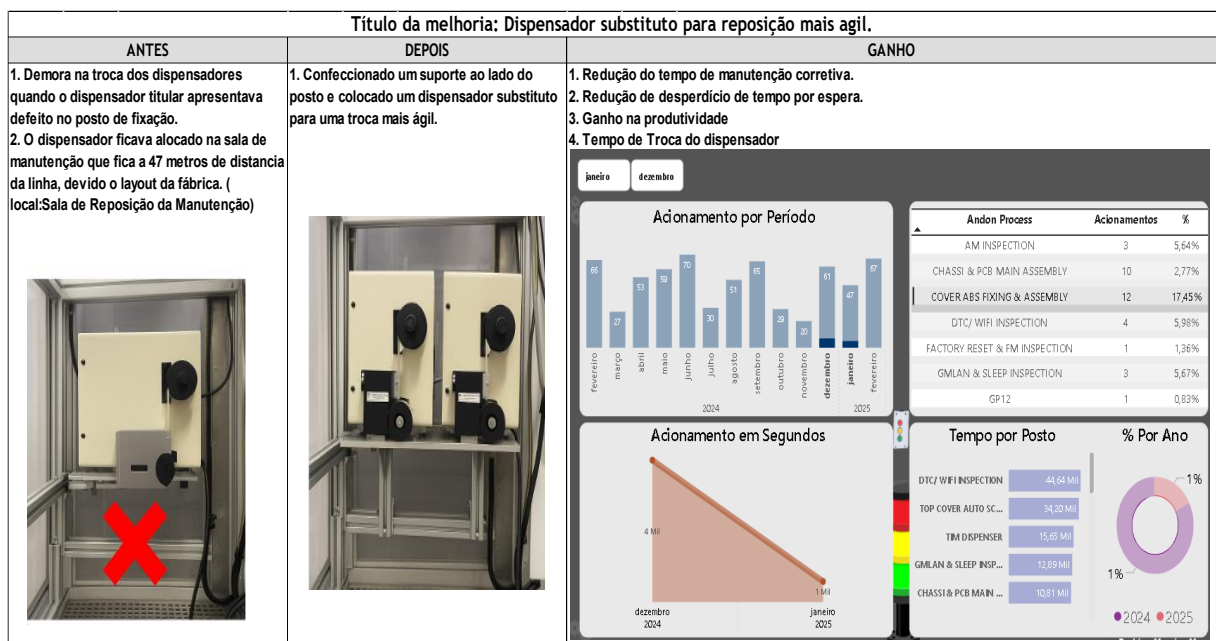 Título da melhoria: Dispensador substituto para reposição mais agil.
ANTES
DEPOIS
GANHO
1. Demora na troca dos dispensadores
quando o dispensador titular apresentava
defeito no posto de fixação.
2. O dispensador ficava alocado na sala de
manutenção que fica a 47 metros de distancia
da linha, devido o layout da fábrica. (
local:Sala de Reposição da Manutenção)
1. Confeccionado um suporte ao lado do
posto e colocado um dispensador substituto
para uma troca mais ágil.
1. Redução do tempo de manutenção corretiva.
2. Redução de desperdício de tempo por espera.
3. Ganho na produtividade
4. Tempo de Troca do dispensador
janeiro
dezembro
Acionamento por Período
66
27
53
59
70
30
51
65
29
20
61
47
67
fevereiro
março
abril
maio
junho
julho
agosto
setembro
outubro
novembro
dezembro
janeiro
fevereiro
2024
2025
Andon Process Acionamentos %
AM INSPECTION 3 5,64%
CHASSI & PCB MAIN ASSEMBLY 10 2,77%
COVER ABS FIXING & ASSEMBLY 12 17,45%
DTC/ WIFI INSPECTION 4 5,98%
FACTORY RESET & FM INSPECTION 1 1,36%
GMLAN & SLEEP INSPECTION 3 5,67%
GP12 1 0,83%
Acionamento em Segundos
4 Mil
1 Mil
dezembro
2024
janeiro
2025
Tempo por Posto
DTC/ WIFI INSPECTION 44,64 Mil
TOP COVER AUTO SC... 34,20 Mil
TIM DISPENSER 15,65 Mil
GMLAN & SLEEP INSP... 12,89 Mil
CHASSI & PCB MAIN ... 10,81 Mil
% Por Ano
1%
1%
2024 2025